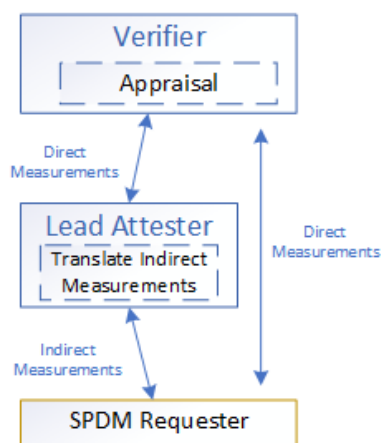 Verifier
Appraisal
Direct
Measurements
Lead Attester
Translate Indirect
Measurements
Direct
Measurements
Indirect
Measurements
SPDM Requester